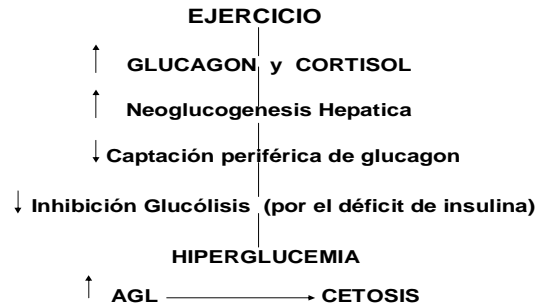 EJERCICIO
GLUCAGON y CORTISOL
Neoglucogenesis Hepatica
Captación periférica de glucagon
Inhibición Glucólisis (por el déficit de insulina)
HIPERGLUCEMIA
AGL CETOSIS